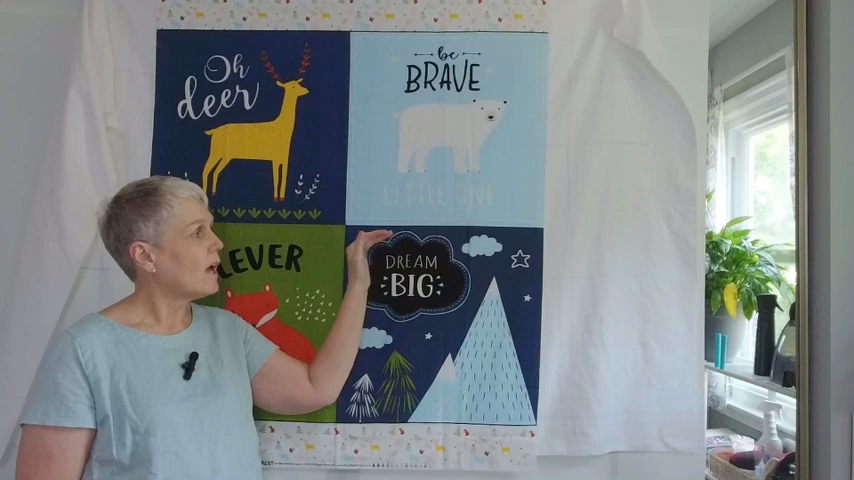 Oh
deer
be
BRAVE
LITTLE ONE
LEVER
DREAM
BIG